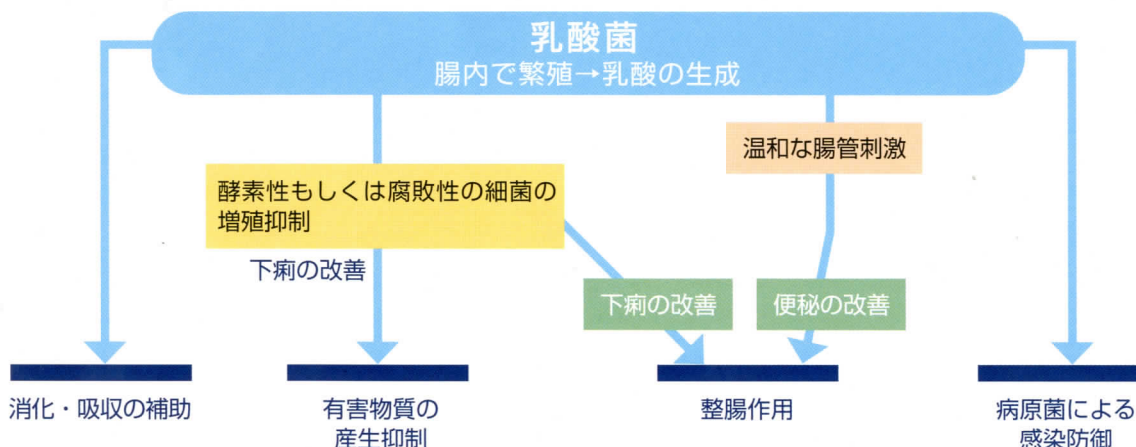 乳酸菌
腸内で繁殖→乳酸の生成
温和な腸管刺激
酵素性もしくは腐敗性の細菌の
増殖抑制
下痢の改善
下痢の改善
便秘の改善
消化・吸収の補助
有害物質の
産生抑制
整腸作用
病原菌による
感染防御